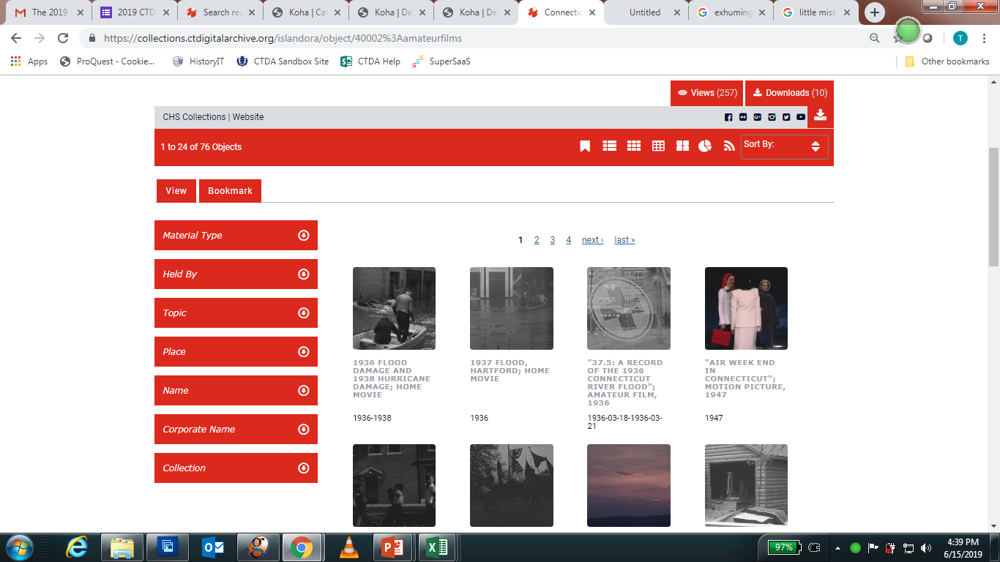 The 2019
2019 CTD
Search res
Koha | Ca
Koha | De
Koha | De
Connectic
Untitled
exhuming
little miss
https://collections.ctdigitalarchive.org/islandora/object/40002%3Aamateurfilms
T
Apps
ProQuest - Cookie...
HistoryIT
CTDA Sandbox Site
CTDA Help
SuperSaaS
Other bookmarks
Views (257)
Downloads (10)
CHS Collections | Website
1 to 24 of 76 Objects
Sort By:
View
Bookmark
Material Type
Held By
Topic
Place
Name
Corporate Name
Collection
1 2 3 4 next › last »
1936 FLOOD
DAMAGE AND
1938 HURRICANE
DAMAGE; HOME
MOVIE
1936-1938
1937 FLOOD,
HARTFORD; HOME
MOVIE
1936
"37.5: A RECORD
OF THE 1936
CONNECTICUT
RIVER FLOOD";
AMATEUR FILM,
1936
1936-03-18-1936-03-
21
"AIR WEEK END
IN
CONNECTICUT";
MOTION PICTURE,
1947
1947
97%
4:39 PM
6/15/2019